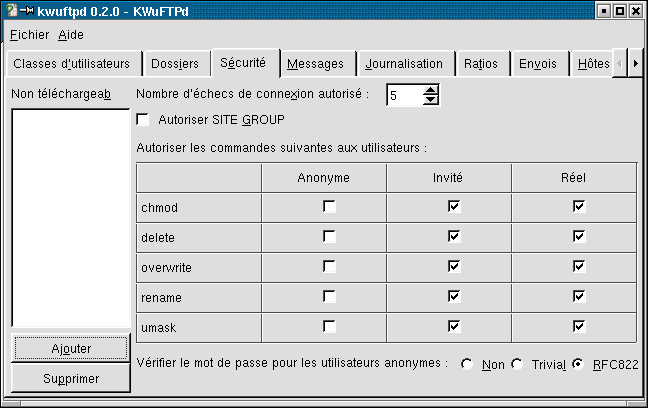 kwuftpd 0.2.0 - KWuFTPd
Fichier Aide
Classes d'utilisateurs Dossiers Sécurité Messages Journalisation Ratios Envois Hôtes
Non téléchargeab
Nombre d'échecs de connexion autorisé : 5
Autoriser SITE GROUP
Autoriser les commandes suivantes aux utilisateurs :
Anonyme Invité Réel
chmod
delete
overwrite
rename
umask
Ajouter
Supprimer
Vérifier le mot de passe pour les utilisateurs anonymes : Non Trivial RFC822